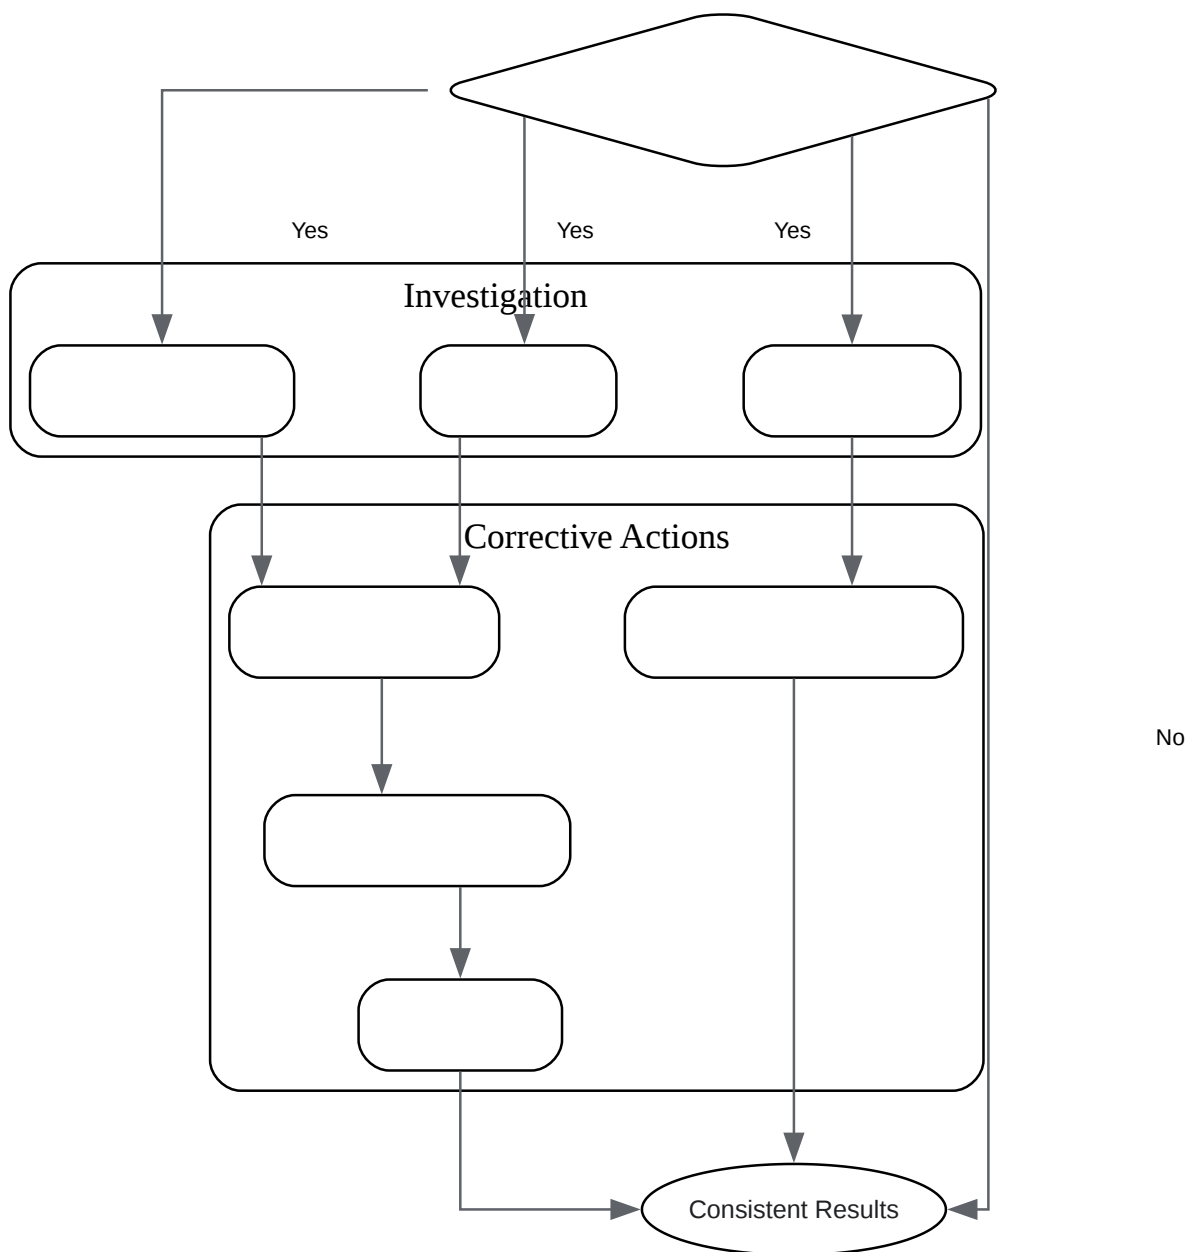 Yes
Yes
Yes
Investigation
Corrective Actions
No
Consistent Results